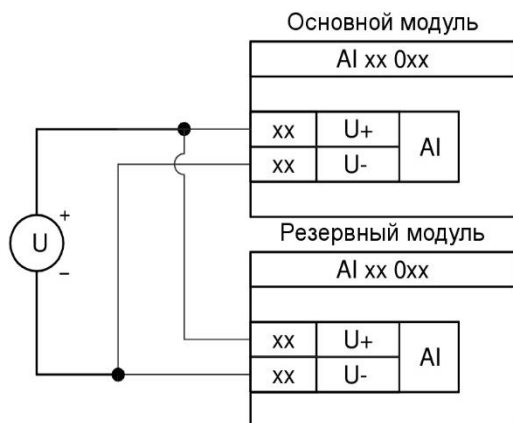 Основной модуль
AI xx 0xx
xx U+ AI
xx U-
U + −
Резервный модуль
AI xx 0xx
xx U+ AI
xx U-